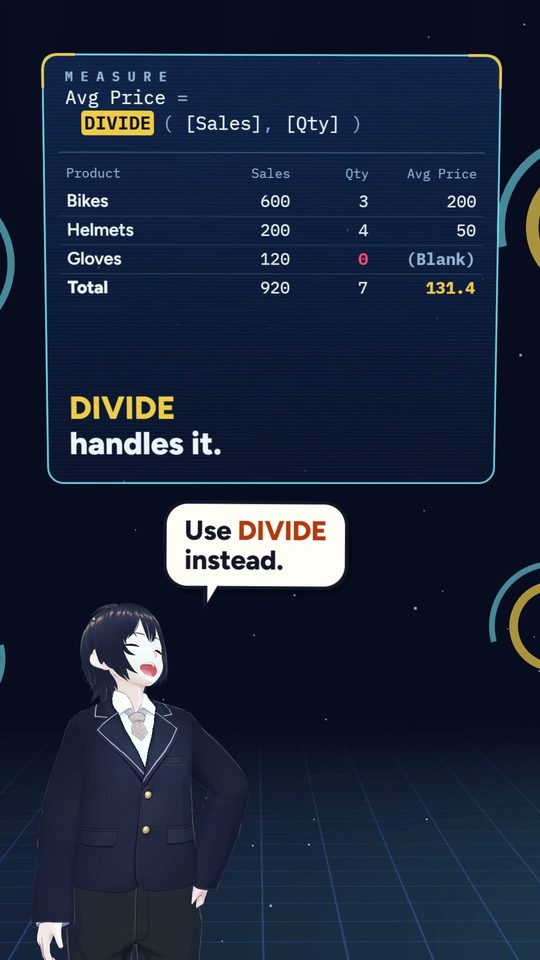 MEASURE
Avg Price =
DIVIDE ( [Sales], [Qty] )
Product Sales Qty Avg Price
Bikes 600 3 200
Helmets 200 4 50
Gloves 120 0 (Blank)
Total 920 7 131.4
DIVIDE
handles it.
Use DIVIDE
instead.